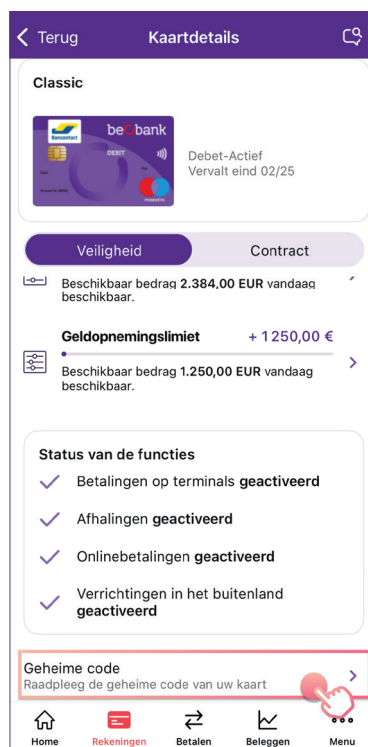 Terug
Kaartdetails
Classic
Bancontact
beobank
DEBIT
maestro
Debet-Actief
Vervalt eind 02/25
Veiligheid
Contract
Beschikbaar bedrag 2.384,00 EUR vandaag
beschikbaar.
Geldopnemingslimiet
+ 1 250,00 €
Beschikbaar bedrag 1.250,00 EUR vandaag
beschikbaar.
Status van de functies
Betalingen op terminals geactiveerd
Afhalingen geactiveerd
Onlinebetalingen geactiveerd
Verrichtingen in het buitenland
geactiveerd
Geheime code
Raadpleeg de geheime code van uw kaart
Home
Rekeningen
Betalen
Beleggen
Menu